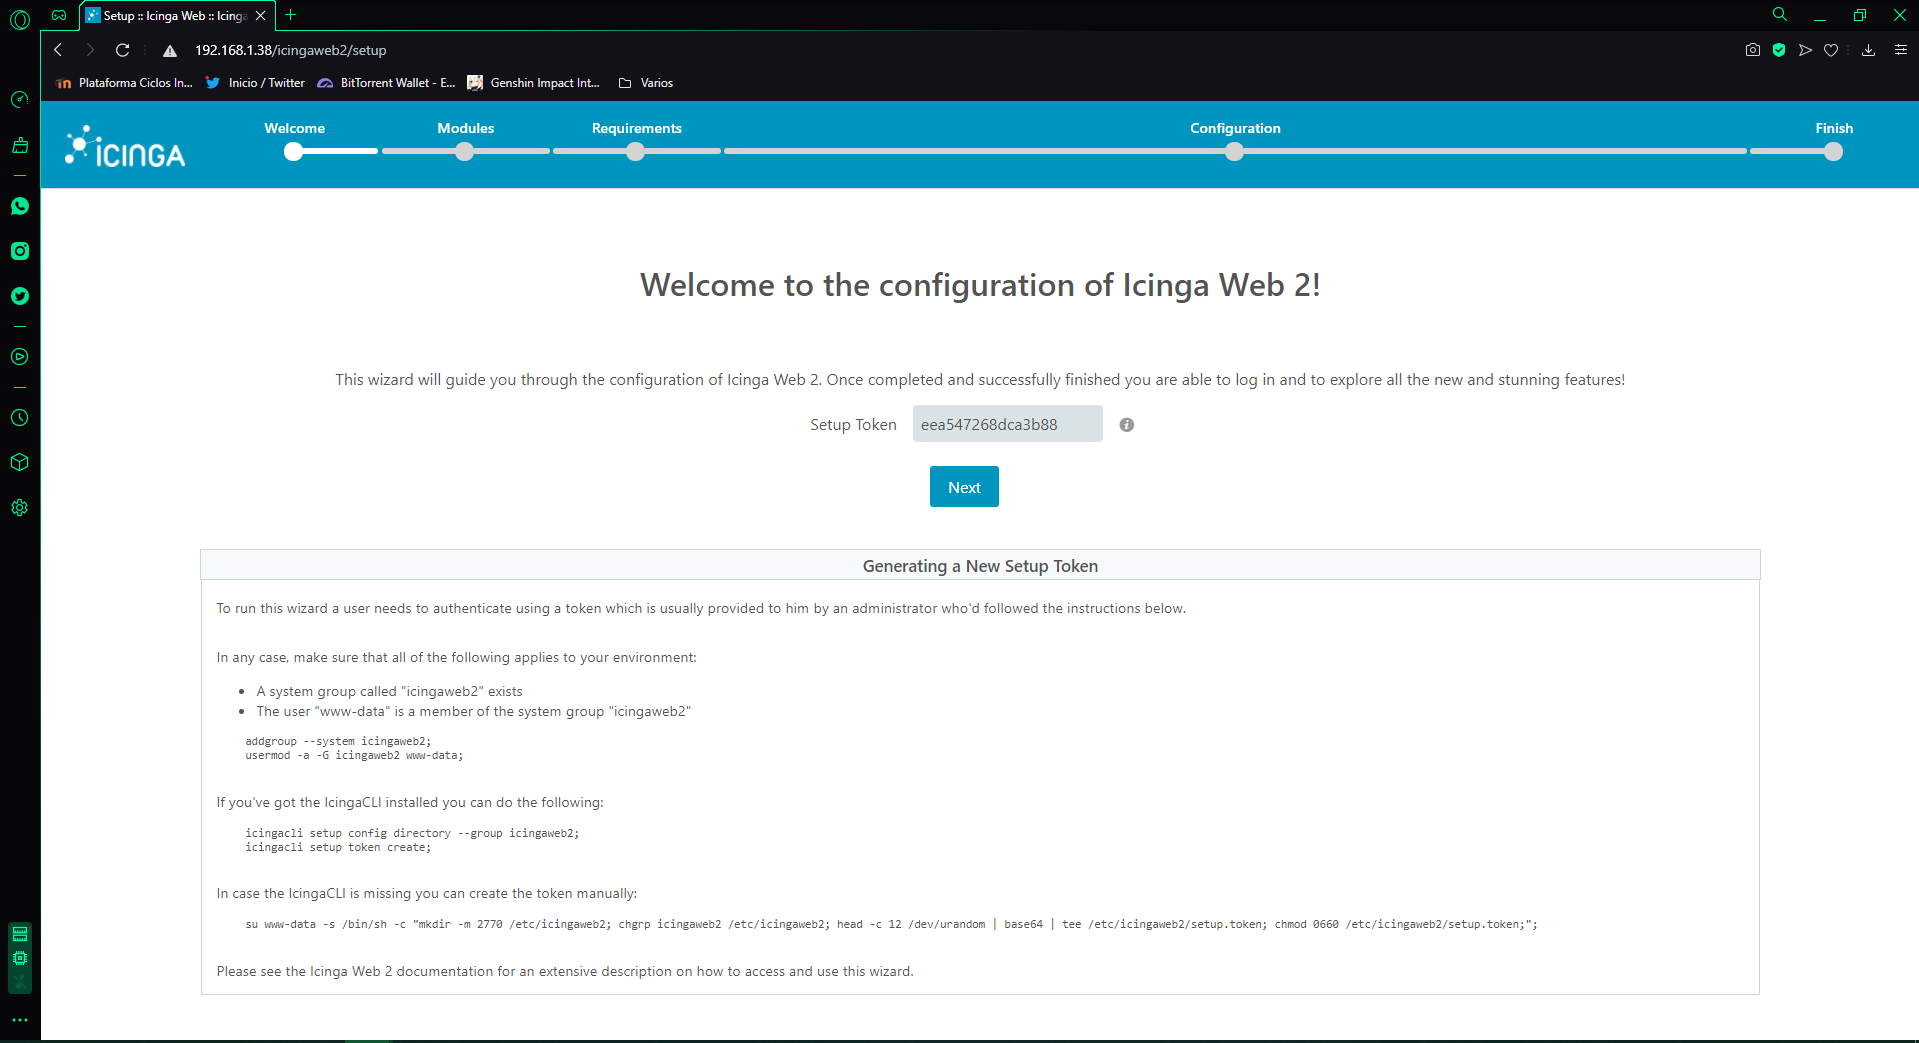 Setup :: Icinga Web :: Icinga
192.168.1.38/icingaweb2/setup
Plataforma Ciclos In... Inicio / Twitter BitTorrent Wallet - E... Genshin Impact Int... Varios
ICINGA
Welcome Modules Requirements Configuration Finish
Welcome to the configuration of Icinga Web 2!
This wizard will guide you through the configuration of Icinga Web 2. Once completed and successfully finished you are able to log in and to explore all the new and stunning features!
Setup Token eea547268dca3b88
Next
Generating a New Setup Token
To run this wizard a user needs to authenticate using a token which is usually provided to him by an administrator who'd followed the instructions below.
In any case, make sure that all of the following applies to your environment:
• A system group called "icingaweb2" exists
• The user "www-data" is a member of the system group "icingaweb2"
addgroup --system icingaweb2;
usermod -a -G icingaweb2 www-data;
If you've got the IcingaCLI installed you can do the following:
icingacli setup config directory --group icingaweb2;
icingacli setup token create;
In case the IcingaCLI is missing you can create the token manually:
su www-data -s /bin/sh -c "mkdir -m 2770 /etc/icingaweb2; chgrp icingaweb2 /etc/icingaweb2; head -c 12 /dev/urandom | base64 | tee /etc/icingaweb2/setup.token; chmod 0660 /etc/icingaweb2/setup.token;";
Please see the Icinga Web 2 documentation for an extensive description on how to access and use this wizard.